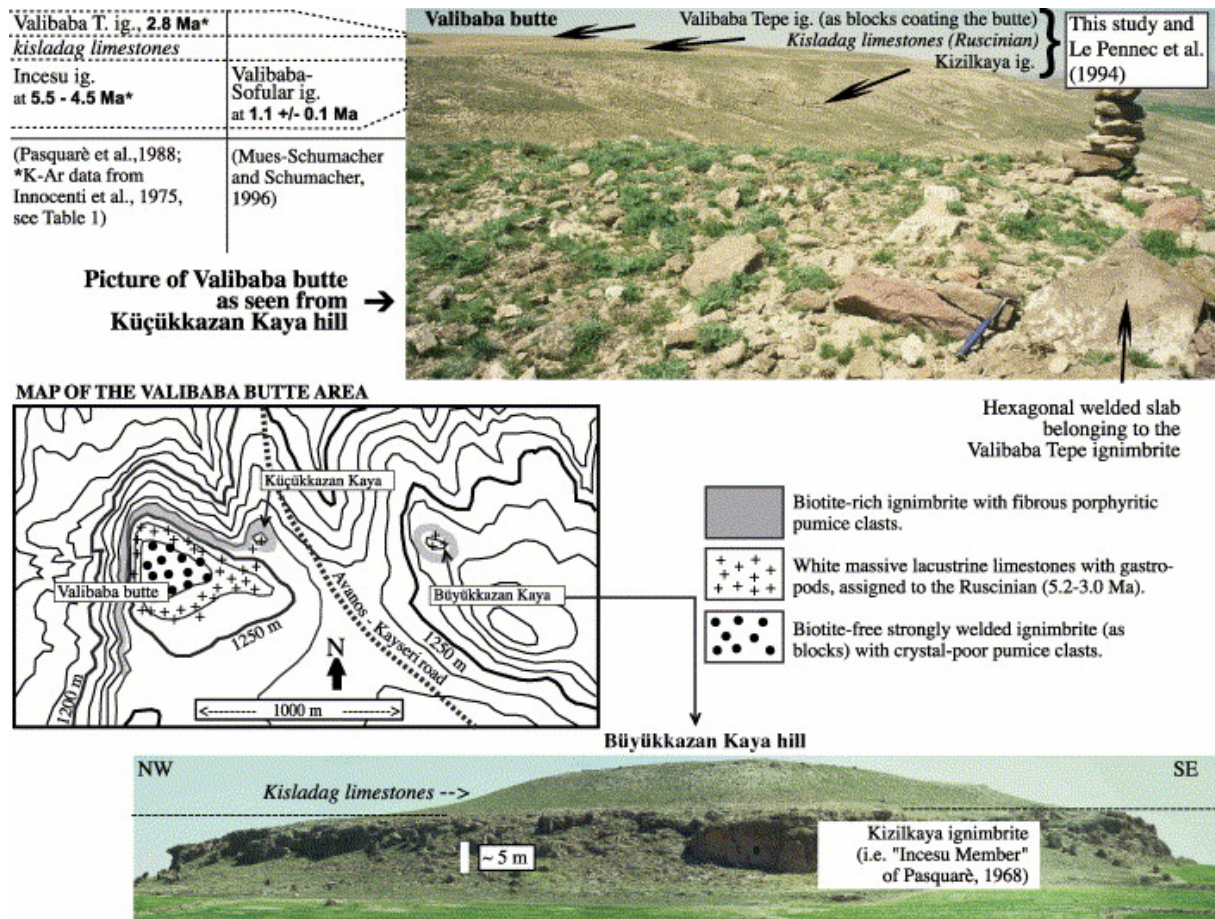 Valibaba T. ig., 2.8 Ma*
kisladag limestones
Incesu ig.
at 5.5 - 4.5 Ma*
Valibaba-
Sofular ig.
at 1.1 +/- 0.1 Ma
(Pasquarè et al.,1988;
*K-Ar data from
Innocenti et al., 1975,
see Table 1)
(Mues-Schumacher
and Schumacher,
1996)
Valibaba butte
Valibaba Tepe ig. (as blocks coating the butte)
Kisladag limestones (Ruscinian)
Kizilkaya ig.
This study and
Le Pennec et al.
(1994)
Picture of Valibaba butte
as seen from
Küçükkazan Kaya hill
Hexagonal welded slab
belonging to the
Valibaba Tepe ignimbrite
MAP OF THE VALIBABA BUTTE AREA
Küçükkazan Kaya
Valibaba butte
Büyükkazan Kaya
Avanos - Kayseri road
1250 m
1250 m
1200 m
N
1000 m
Biotite-rich ignimbrite with fibrous porphyritic
pumice clasts.
White massive lacustrine limestones with gastro-
pods, assigned to the Ruscinian (5.2-3.0 Ma).
Biotite-free strongly welded ignimbrite (as
blocks) with crystal-poor pumice clasts.
Büyükkazan Kaya hill
NW
SE
Kisladag limestones -->
~ 5 m
Kizilkaya ignimbrite
(i.e. "Incesu Member"
of Pasquarè, 1968)